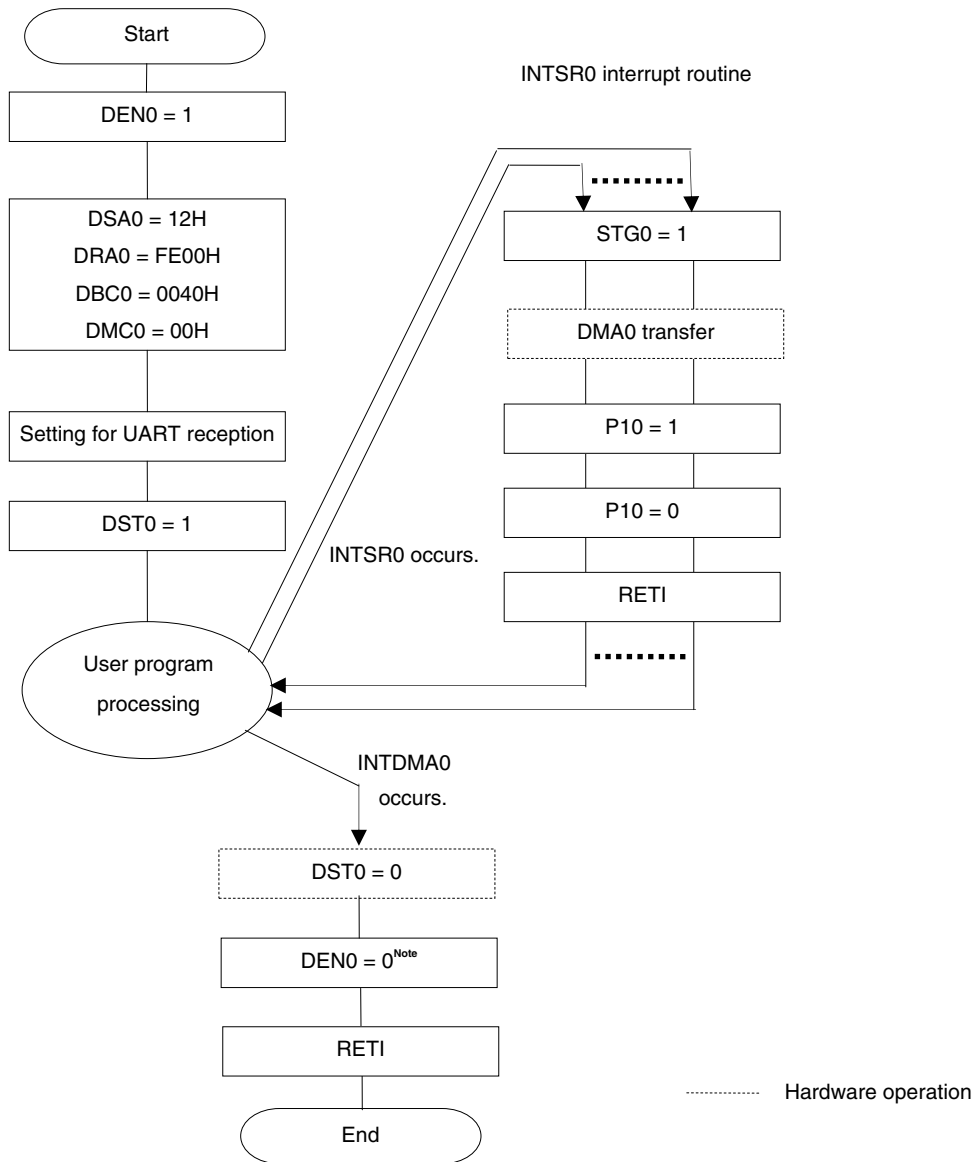 Start
DEN0 = 1
DSA0 = 12H
DRA0 = FE00H
DBC0 = 0040H
DMC0 = 00H
Setting for UART reception
DST0 = 1
User program
processing
INTSR0 interrupt routine
STG0 = 1
DMA0 transfer
P10 = 1
P10 = 0
RETI
INTSR0 occurs.
INTDMA0
occurs.
DST0 = 0
DEN0 = 0Note
RETI
End
Hardware operation